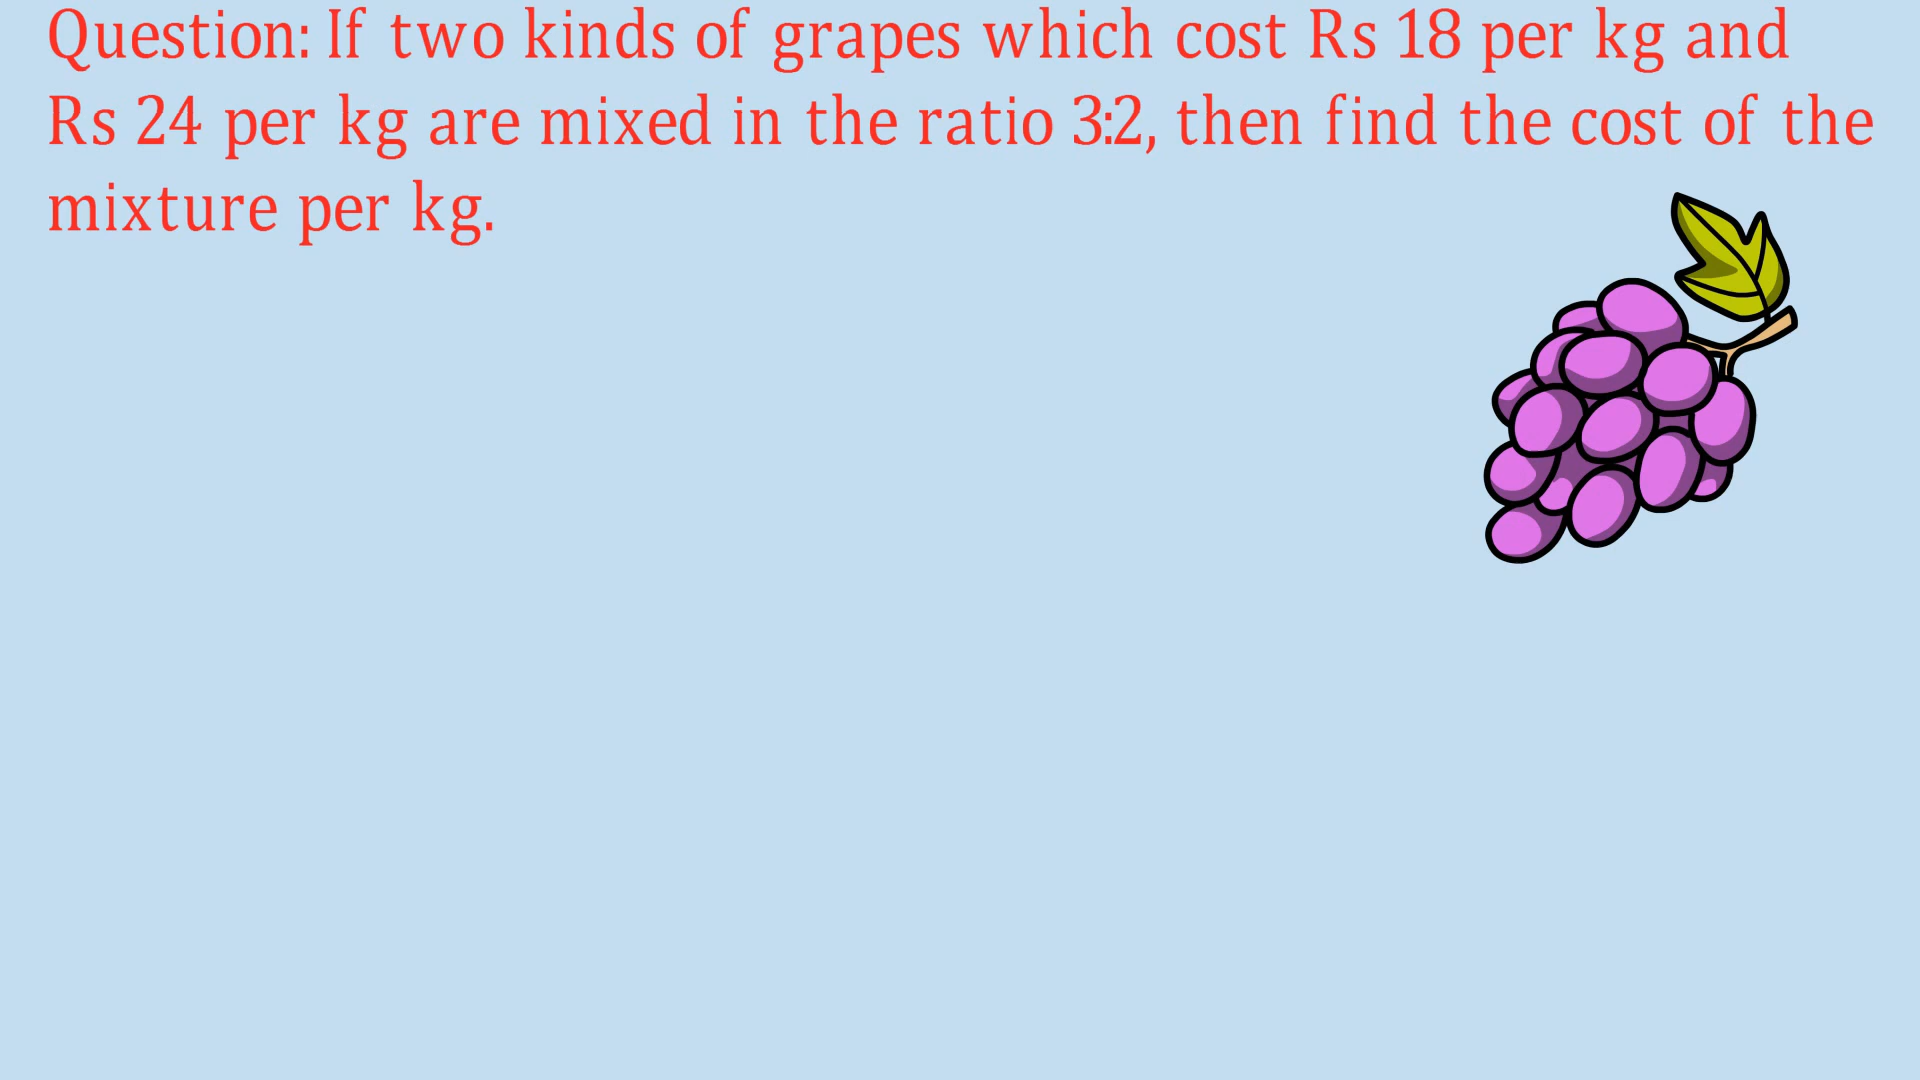 Question: If two kinds of grapes which cost Rs 18 per kg and
Rs 24 per kg are mixed in the ratio 3:2, then find the cost of the
mixture per kg.